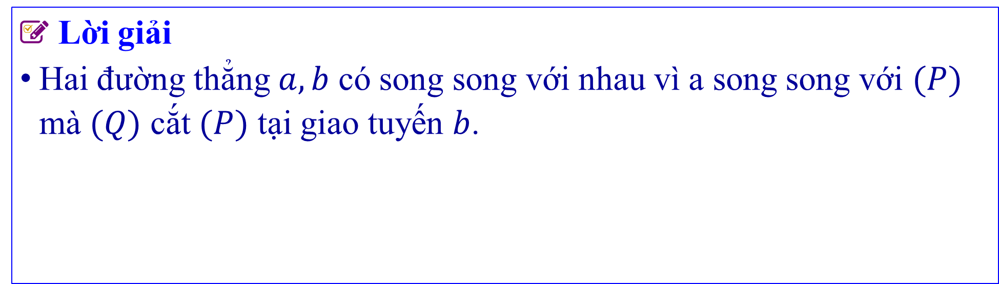 Lời giải
• Hai đường thẳng a, b có song song với nhau vì a song song với (P)
mà (Q) cắt (P) tại giao tuyến b.